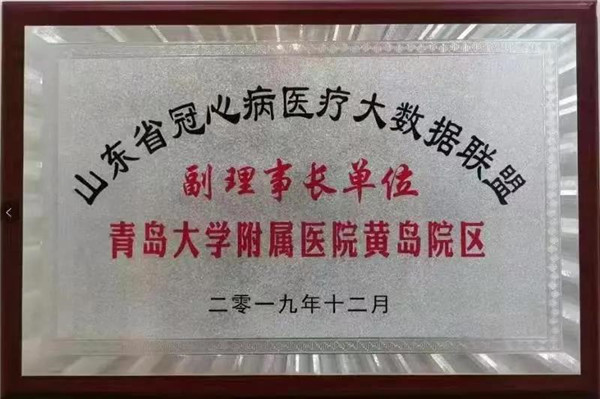 山东省冠心病医疗大数据联盟
副理事长单位
青岛大学附属医院黄岛院区
二零一九年十二月